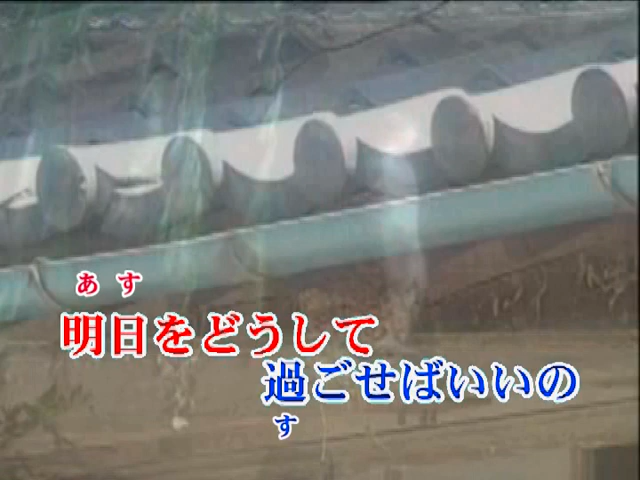 あす
明日をどうして
過ごせばいいの
す